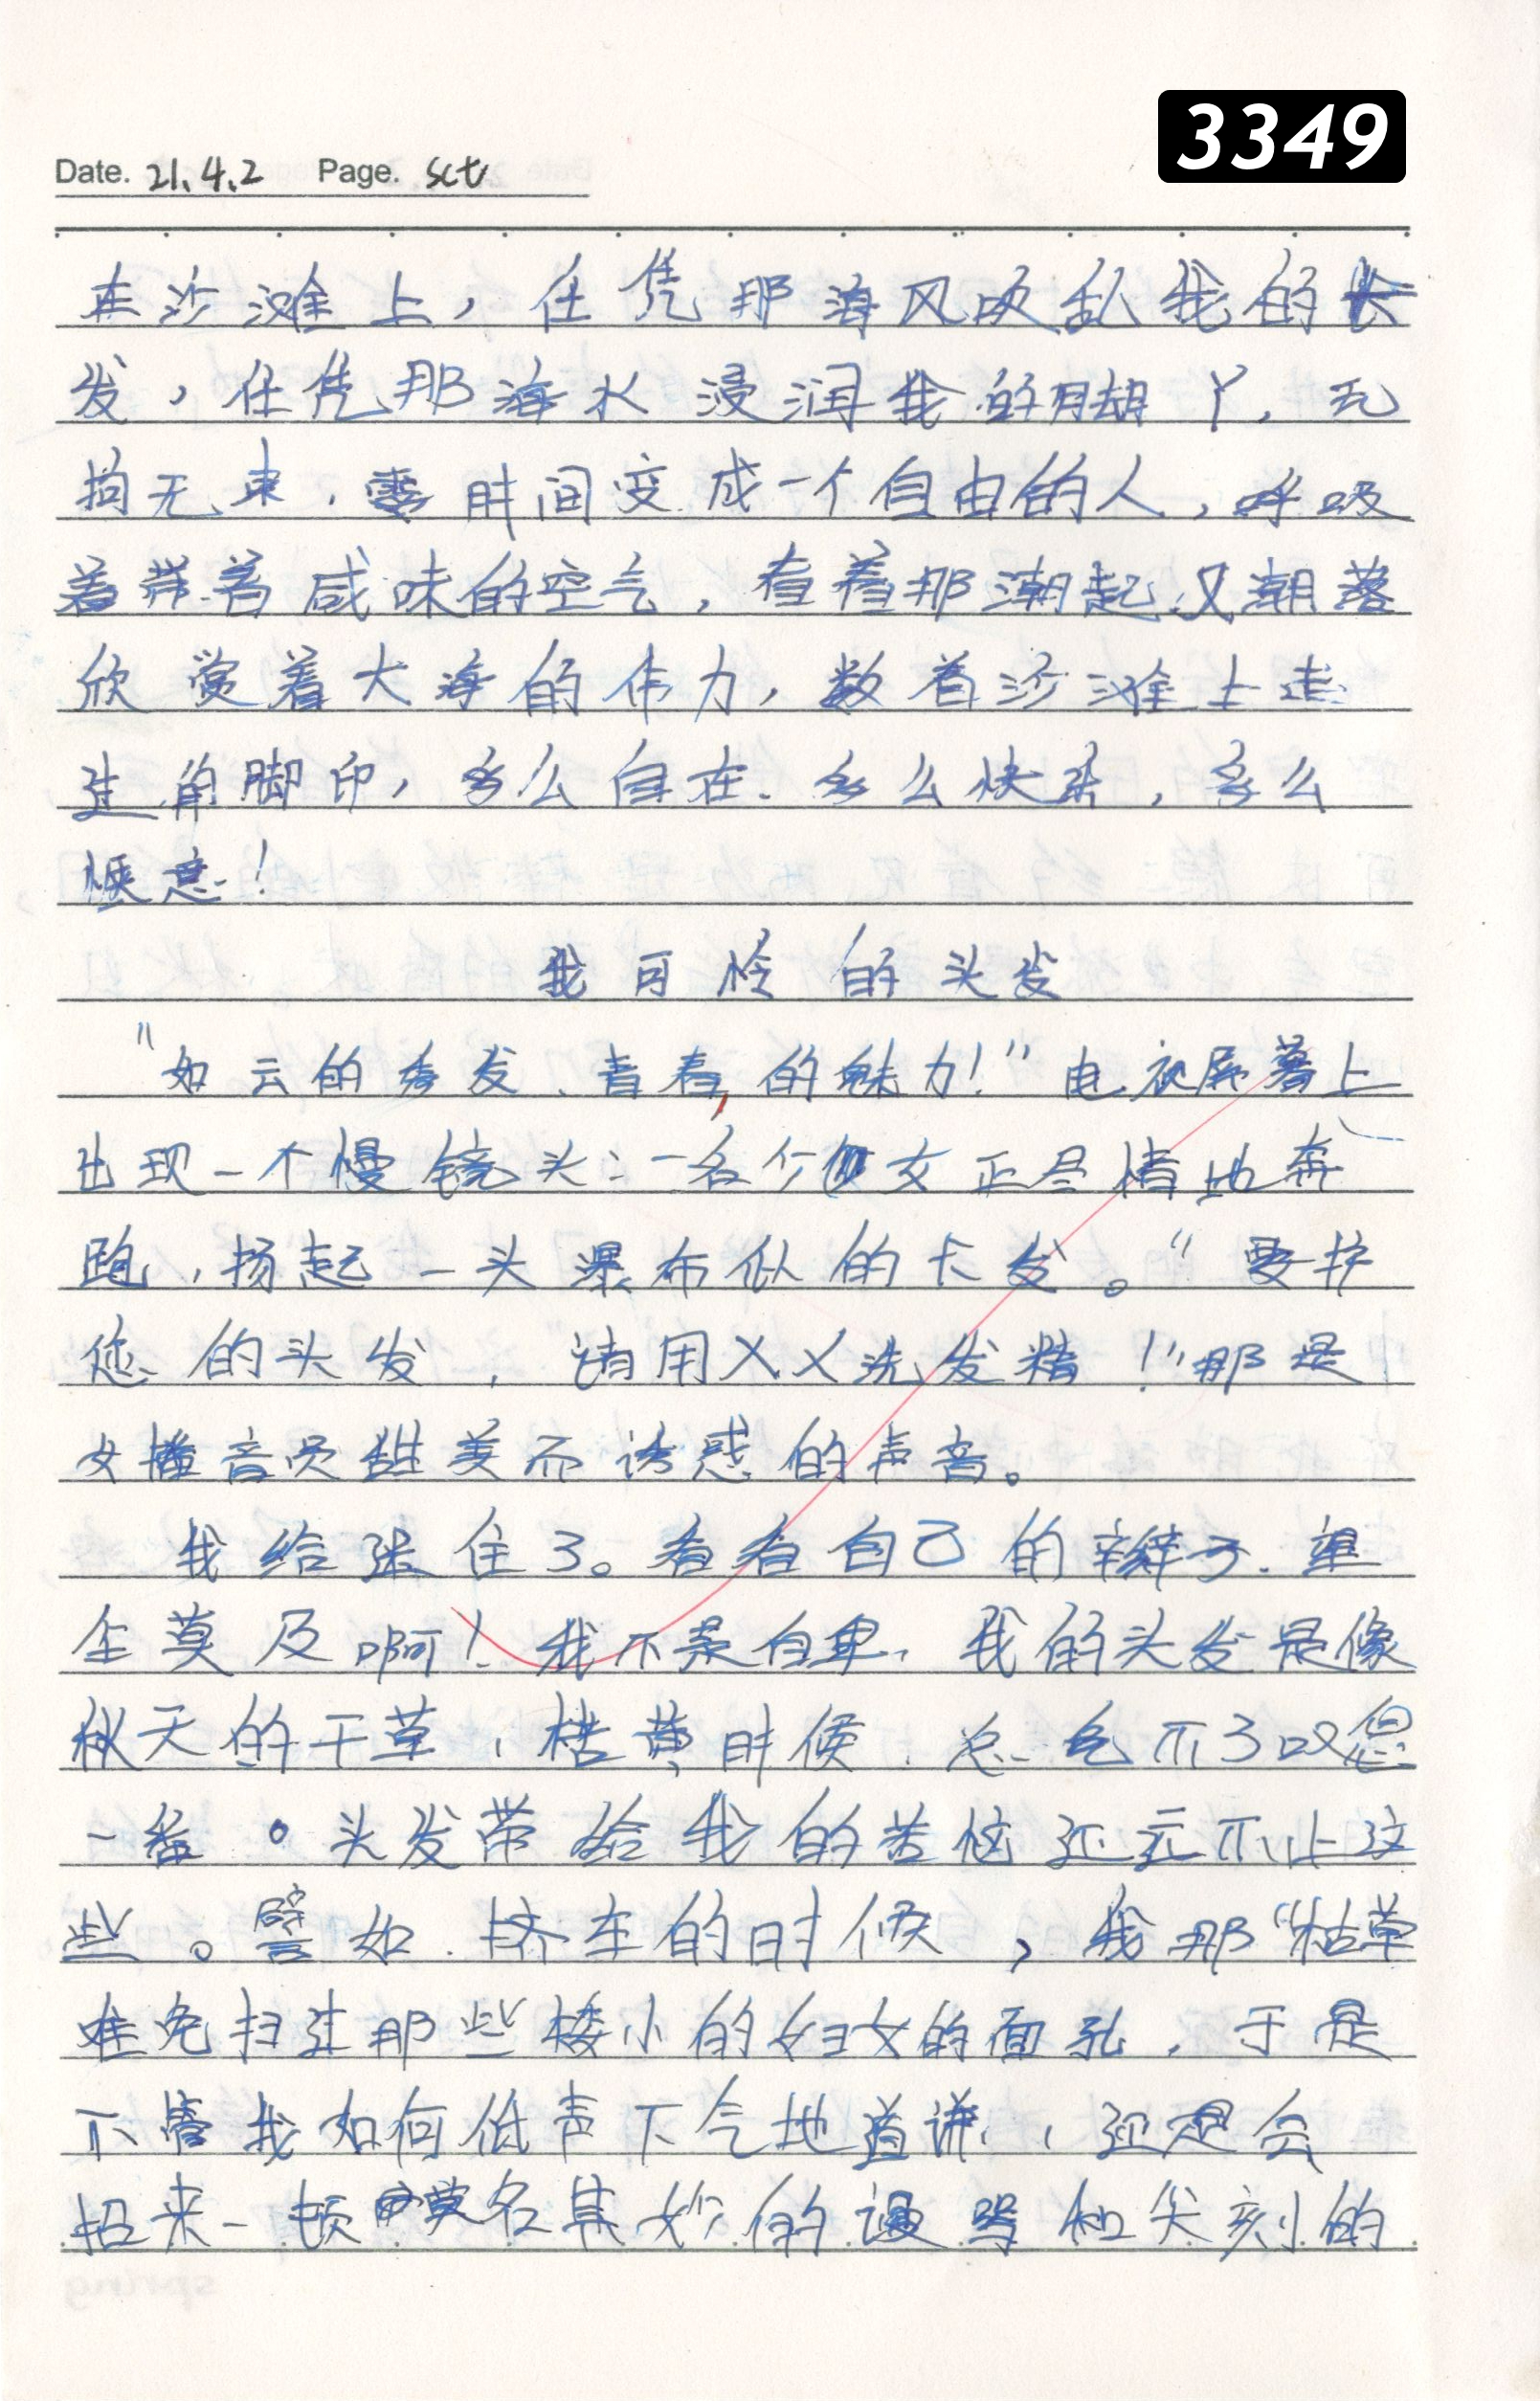 3349
Date. 21.4.2 Page. sct
在沙滩上，任凭那海风吹乱我的长
发，任凭那海水浸润我的脚丫，无
拘无束，霎时间变成一个自由的人，呼吸
着带着咸味的空气，看着那潮起又潮落
欣赏着大海的伟力，数着沙滩上走
过的脚印，多么自在，多么快乐，多么
惬意！
我可怜的头发
"如云的秀发、青春的魅力！"电视屏幕上
出现一个慢镜头：一名少女正尽情地奔
跑，扬起一头瀑布似的长发。"要护
您的头发，请用乂乂洗发精！"那是
女播音员甜美而诱惑的声音。
我给迷住了。看看自己的辫子，望
尘莫及啊！我不是自卑，我的头发是像
秋天的干草，枯黄时候，总免不了叹息
一番。头发带给我的苦恼还远不止这
些。譬如挤车的时候，我那"枯草
难免扫过那些矮小的妇女的面孔，于是
不管我如何低声下气地道谦，还是会
招来一顿莫名其妙的谩骂和尖刻的